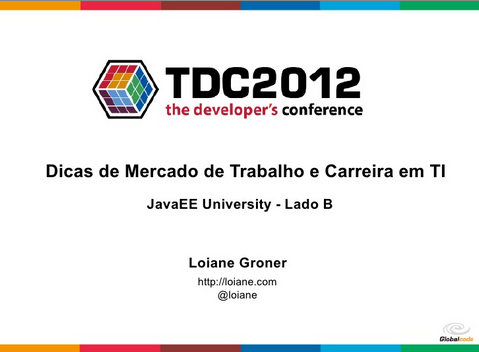 TDC2012
the developer's conference
Dicas de Mercado de Trabalho e Carreira em TI
JavaEE University - Lado B
Loiane Groner
http://loiane.com
@loiane
Globalcode